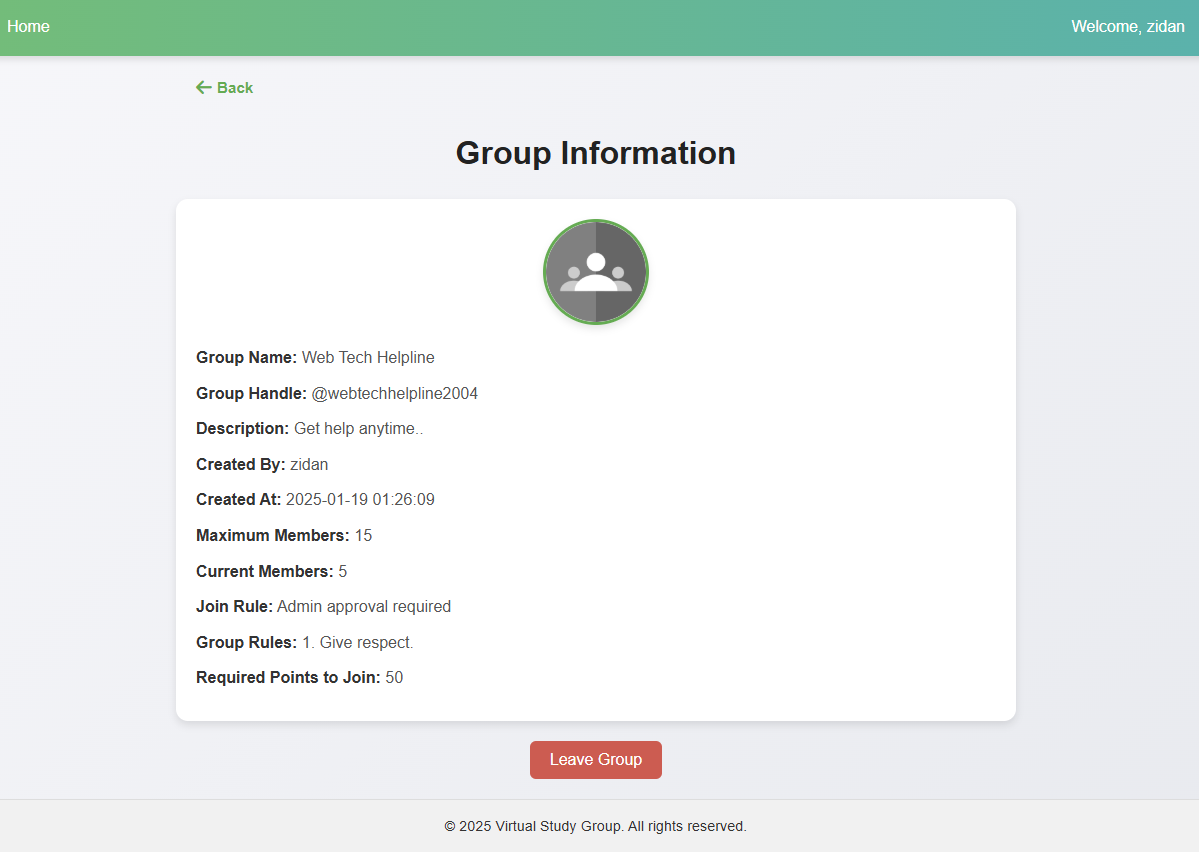 Home
Welcome, zidan
Back
Group Information
Group Name: Web Tech Helpline
Group Handle: @webtechhelpline2004
Description: Get help anytime..
Created By: zidan
Created At: 2025-01-19 01:26:09
Maximum Members: 15
Current Members: 5
Join Rule: Admin approval required
Group Rules: 1. Give respect.
Required Points to Join: 50
Leave Group
© 2025 Virtual Study Group. All rights reserved.